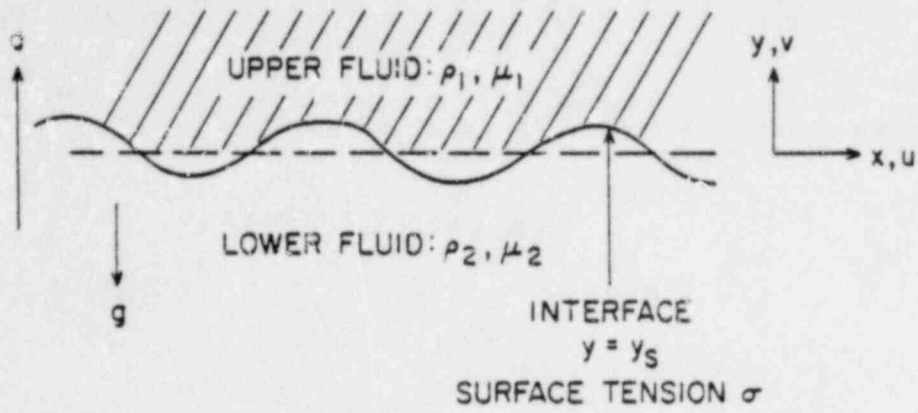 a
UPPER FLUID: ρ₁, μ₁
y, v
x, u
LOWER FLUID: ρ₂, μ₂
g
INTERFACE
y = yₛ
SURFACE TENSION σ